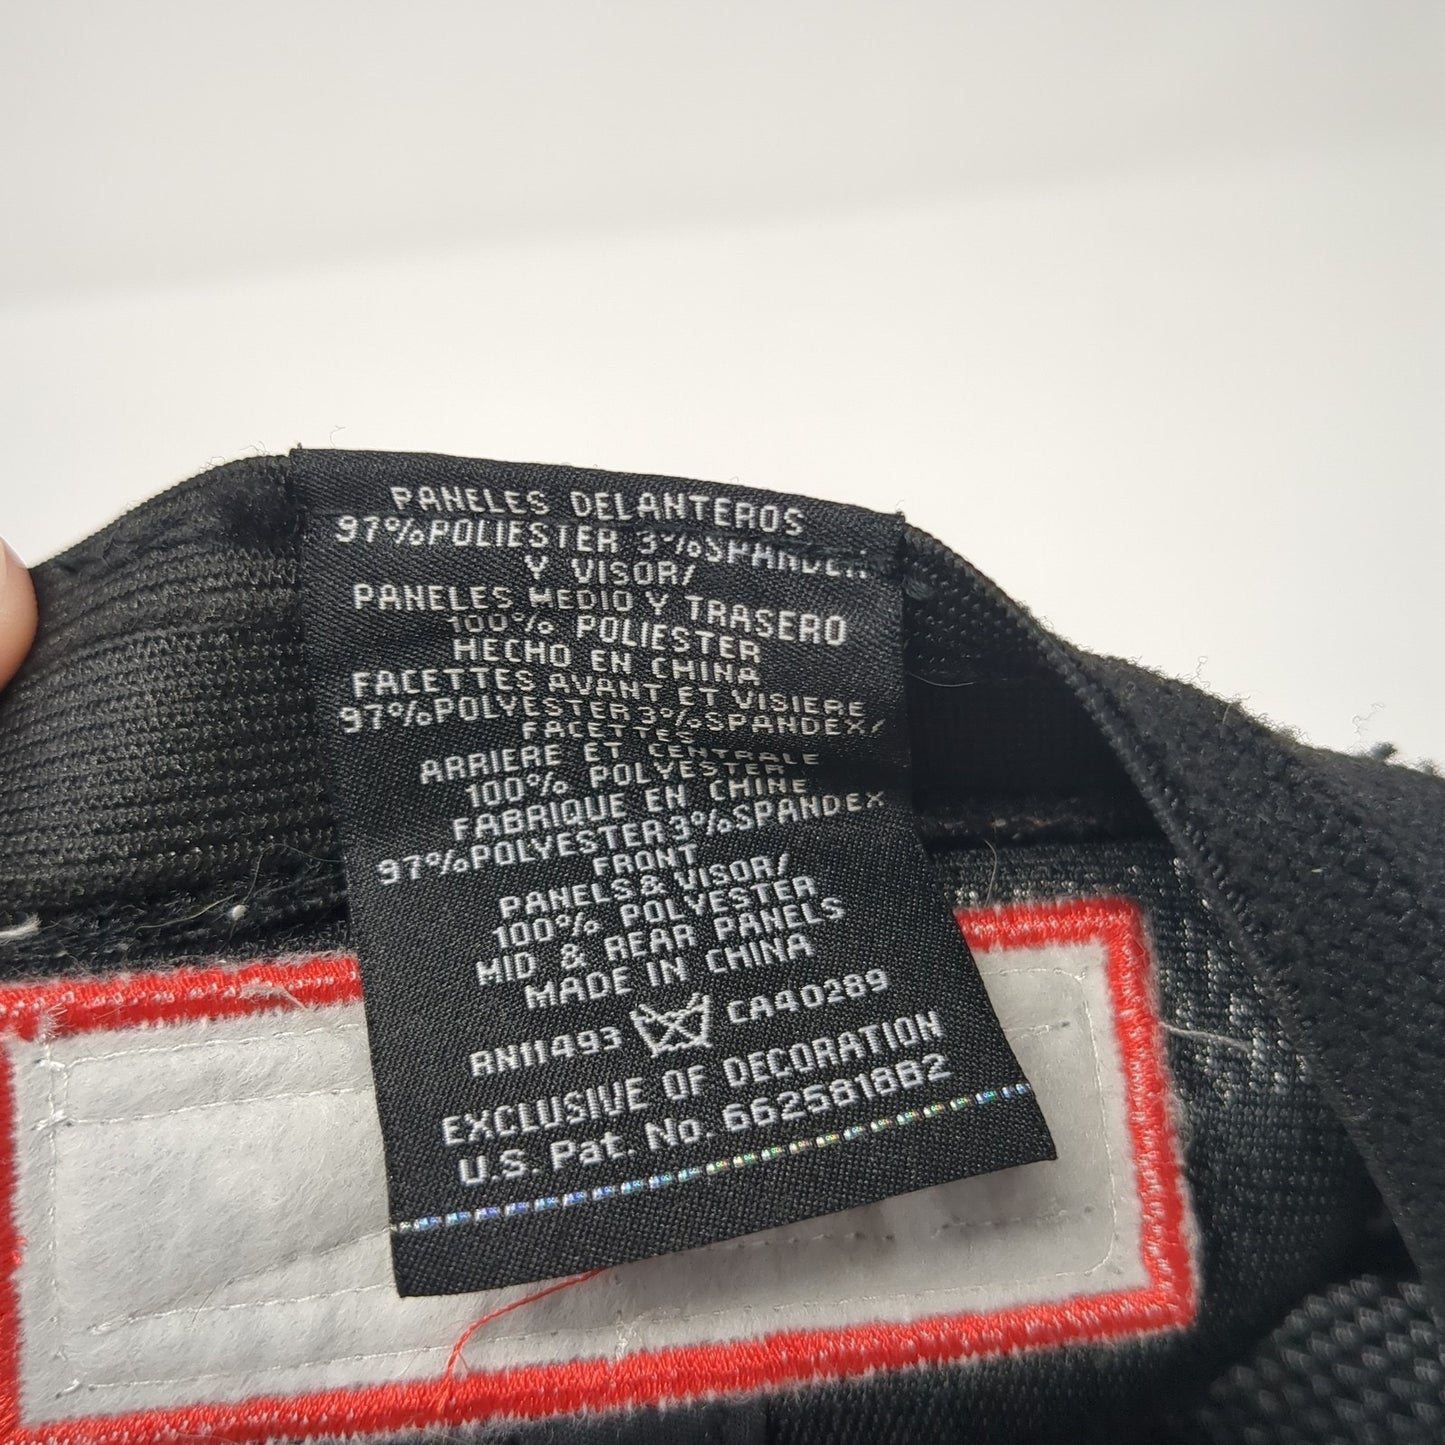 PANELES DELANTEROS
97%POLIESTER 3%SPANDEX
Y VISOR/
PANELES MEDIO Y TRASERO
100% POLIESTER
HECHO EN CHINA
FACETTES AVANT ET VISIERE
97%POLYESTER 3%SPANDEX/
FACETTES
ARRIERE ET CENTRALE
100% POLYESTERLE
FABRIQUE EN CHINE
97%POLYESTER 3%SPANDEX
FRONT
PANELS & VISOR/
100% POLYESTER
MID & REAR PANELS
MADE IN CHINA
RN11493 CA40289
EXCLUSIVE OF DECORATION
U.S. Pat. No. 6625818B2